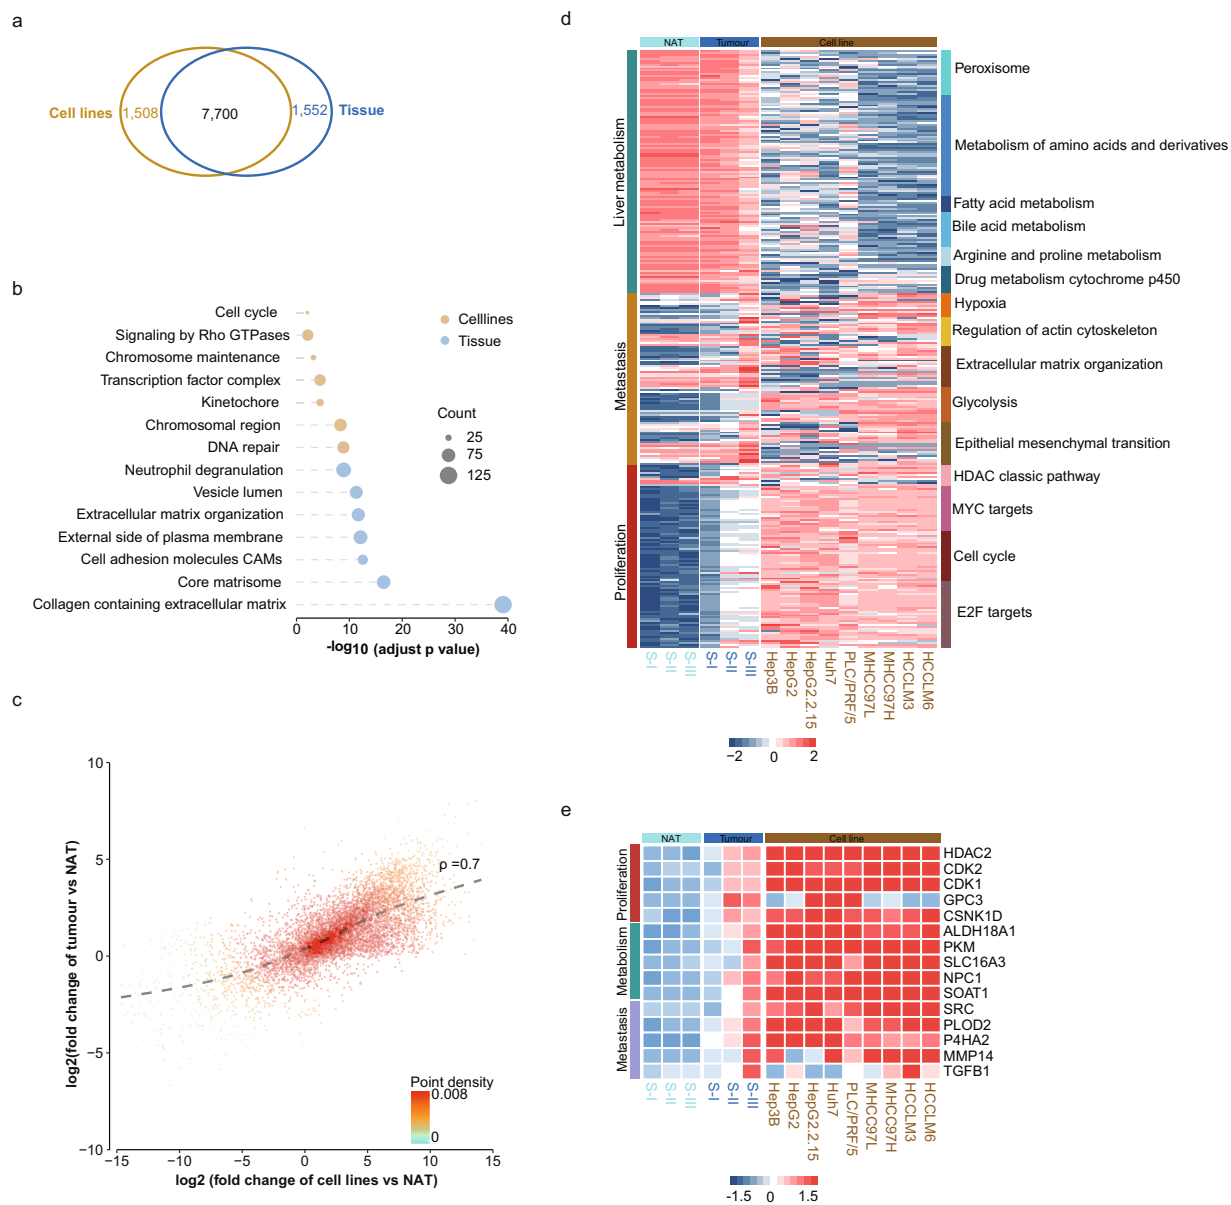 a
Cell lines
1,508
7,700
1,552
Tissue
b
Cell cycle
Signaling by Rho GTPases
Chromosome maintenance
Transcription factor complex
Kinetochore
Chromosomal region
DNA repair
Neutrophil degranulation
Vesicle lumen
Extracellular matrix organization
External side of plasma membrane
Cell adhesion molecules CAMs
Core matrisome
Collagen containing extracellular matrix
0 10 20 30 40
-log10 (adjust p value)
Celllines
Tissue
Count
25
75
125
c
log2(fold change of tumour vs NAT)
10
5
0
−5
−10
ρ =0.7
Point density
0.008
0
−15 −10 −5 0 5 10 15
log2 (fold change of cell lines vs NAT)
d
NAT Tumour Cell line
Liver metabolism
Metastasis
Proliferation
Peroxisome
Metabolism of amino acids and derivatives
Fatty acid metabolism
Bile acid metabolism
Arginine and proline metabolism
Drug metabolism cytochrome p450
Hypoxia
Regulation of actin cytoskeleton
Extracellular matrix organization
Glycolysis
Epithelial mesenchymal transition
HDAC classic pathway
MYC targets
Cell cycle
E2F targets
S-I
S-II
S-III
S-I
S-II
S-III
Hep3B
HepG2
HepG2.2.15
Huh7
PLC/PRF/5
MHCC97L
MHCC97H
HCCLM3
HCCLM6
−2 0 2
e
NAT Tumour Cell line
Proliferation
Metabolism
Metastasis
HDAC2
CDK2
CDK1
GPC3
CSNK1D
ALDH18A1
PKM
SLC16A3
NPC1
SOAT1
SRC
PLOD2
P4HA2
MMP14
TGFB1
S-I
S-II
S-III
S-I
S-II
S-III
Hep3B
HepG2
HepG2.2.15
Huh7
PLC/PRF/5
MHCC97L
MHCC97H
HCCLM3
HCCLM6
-1.5 0 1.5